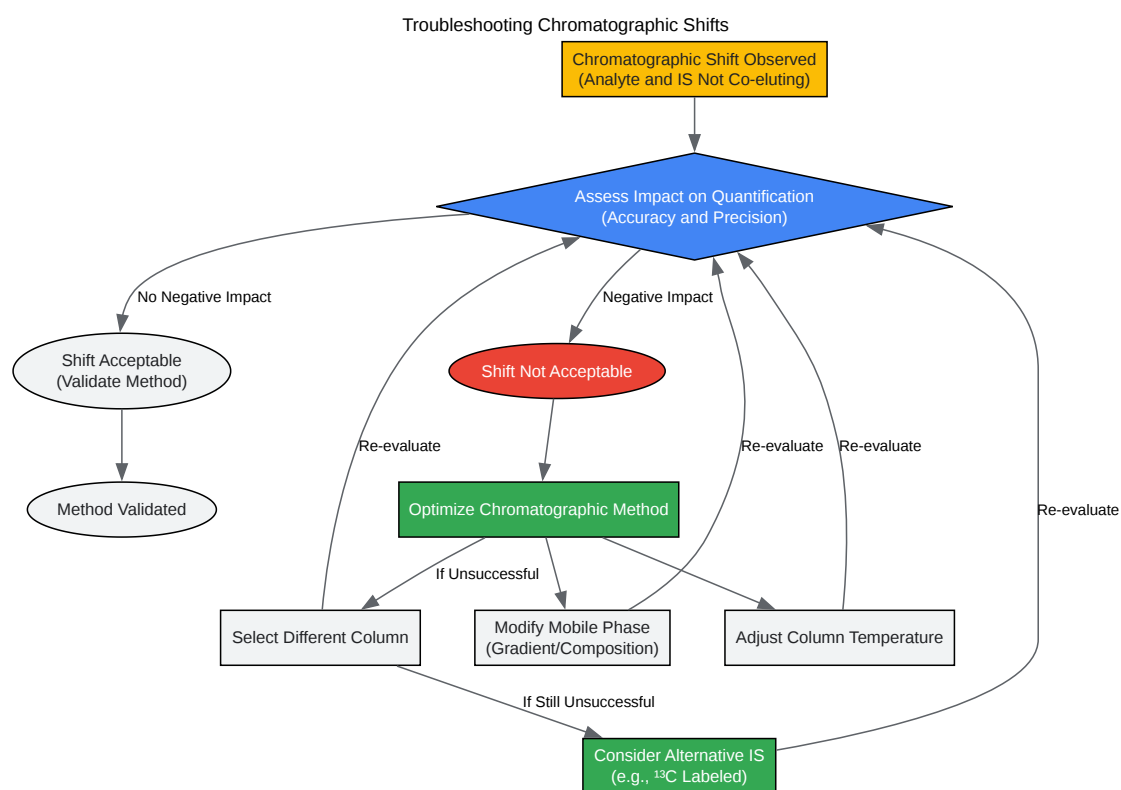 Troubleshooting Chromatographic Shifts
Chromatographic Shift Observed
(Analyte and IS Not Co-eluting)
Assess Impact on Quantification
(Accuracy and Precision)
No Negative Impact
Negative Impact
Shift Acceptable
(Validate Method)
Shift Not Acceptable
Re-evaluate
Re-evaluate
Re-evaluate
Method Validated
Optimize Chromatographic Method
Re-evaluate
If Unsuccessful
Select Different Column
Modify Mobile Phase
(Gradient/Composition)
Adjust Column Temperature
If Still Unsuccessful
Consider Alternative IS
(e.g., ¹³C Labeled)